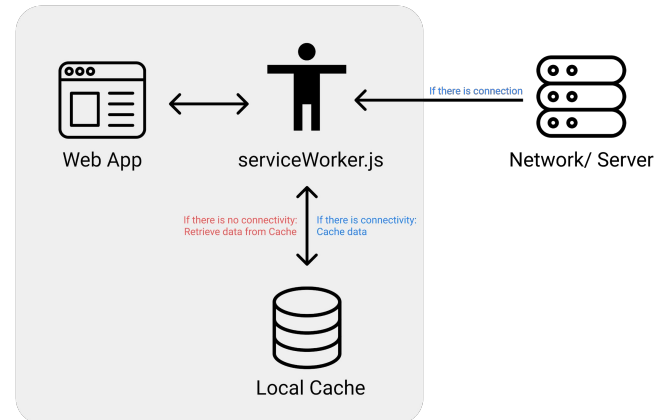 If there is connection
Web App
serviceWorker.js
Network/ Server
If there is no connectivity:
Retrieve data from Cache
If there is connectivity:
Cache data
Local Cache